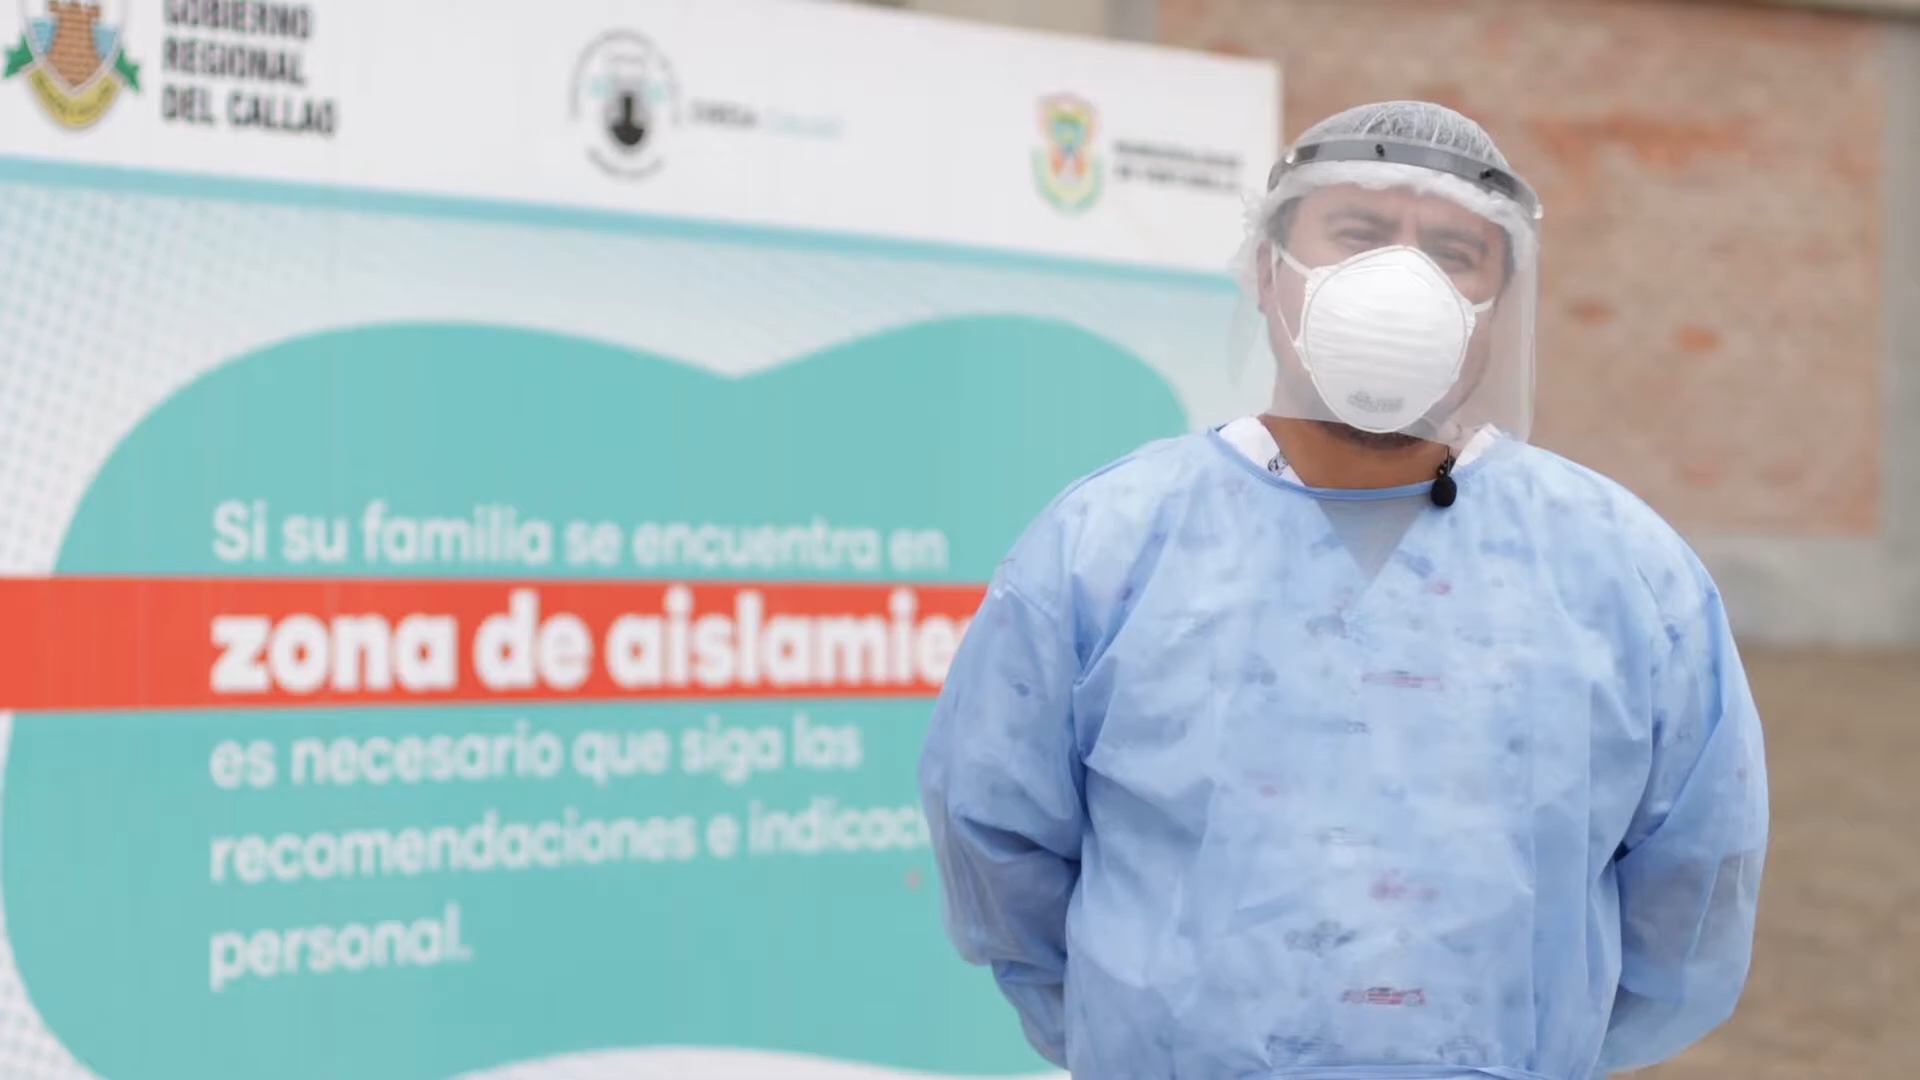 GOBIERNO
REGIONAL
DEL CALLAO
Si su familia se encuentra en
zona de aislamie
es necesario que siga las
recomendaciones e indicac
personal.